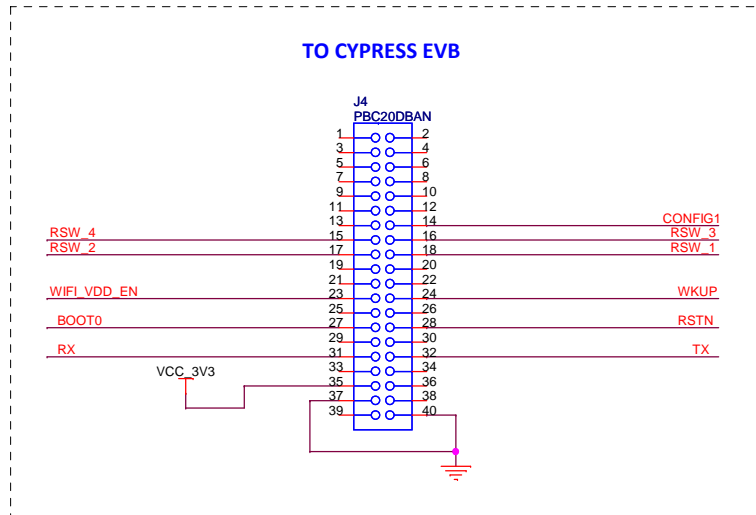 TO CYPRESS EVB
J4
PBC20DBAN
1 2
3 4
5 6
7 8
9 10
11 12
13 14 CONFIG1
RSW_4 15 16 RSW_3
RSW_2 17 18 RSW_1
19 20
21 22
WIFI_VDD_EN 23 24 WKUP
25 26
BOOT0 27 28 RSTN
29 30
RX 31 32 TX
33 34
VCC_3V3
35 36
37 38
39 40